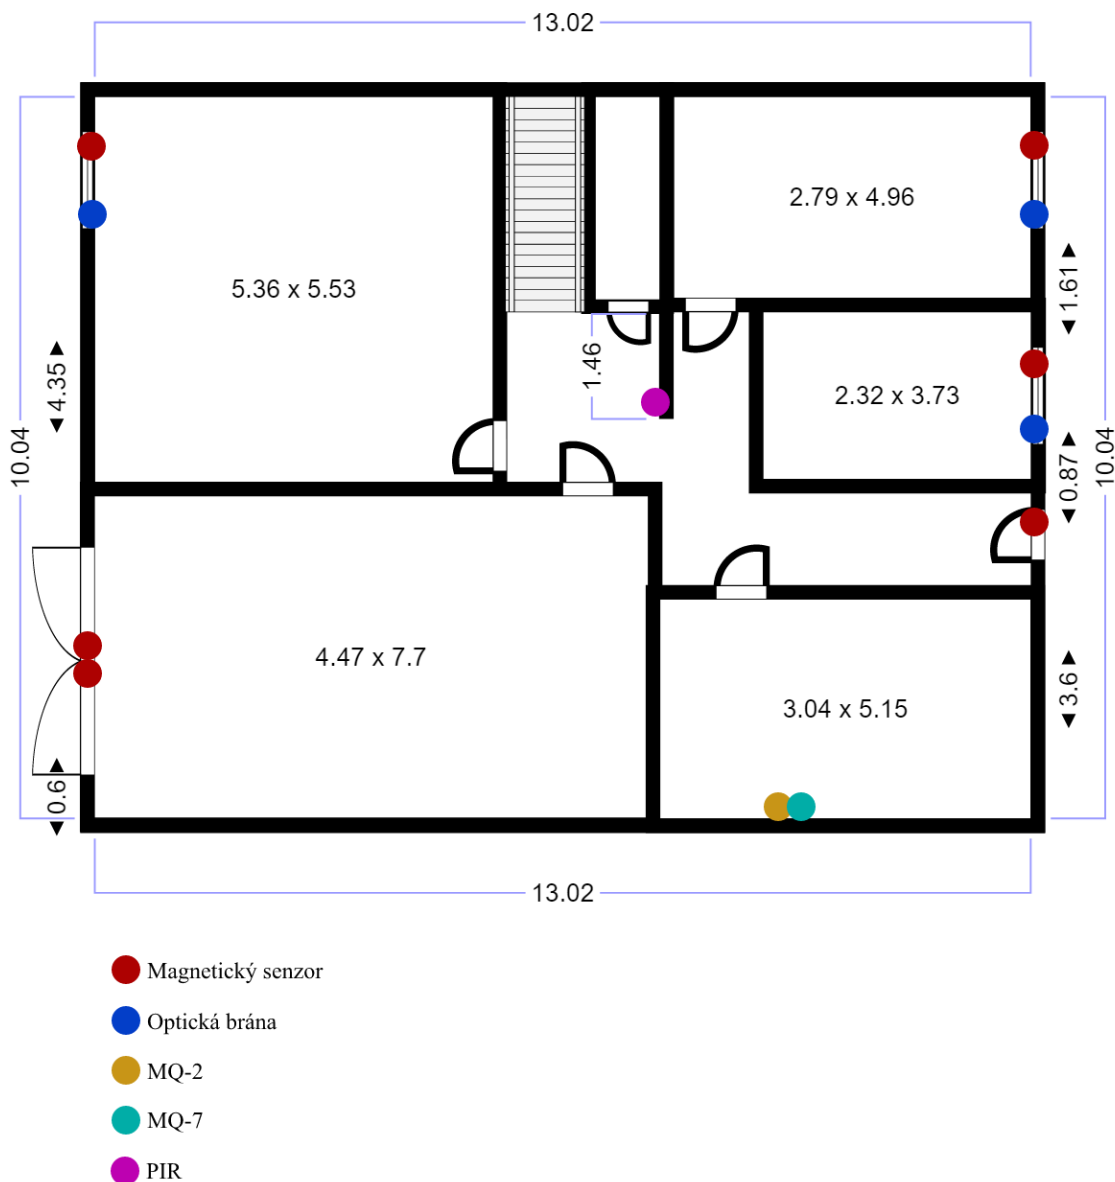 13.02
2.79 x 4.96
5.36 x 5.53
1.61
1.46
4.35
2.32 x 3.73
10.04
0.87
10.04
4.47 x 7.7
3.04 x 5.15
3.6
0.6
13.02
Magnetický senzor
Optická brána
MQ-2
MQ-7
PIR